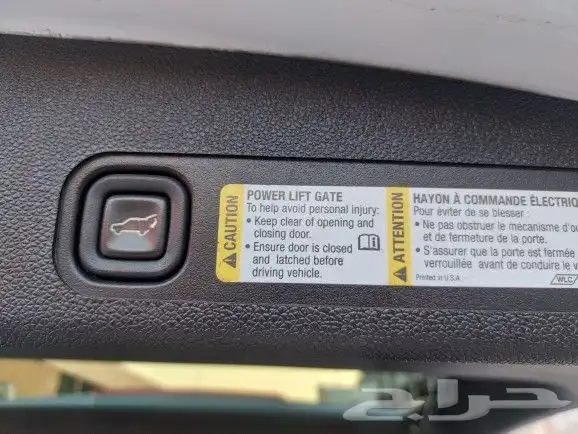 CAUTION
POWER LIFT GATE
To help avoid personal injury:
• Keep clear of opening and
closing door.
• Ensure door is closed
and latched before
driving vehicle.
ATTENTION
HAYON À COMMANDE ÉLECTRIQU
Pour éviter de se blesser :
• Ne pas obstruer le mecanisme d'ou
et de fermeture de la porte.
• S'assurer que la porte est fermée
verrouillée avant de conduire le v
Printed in U.S.A.
WLC
حراج